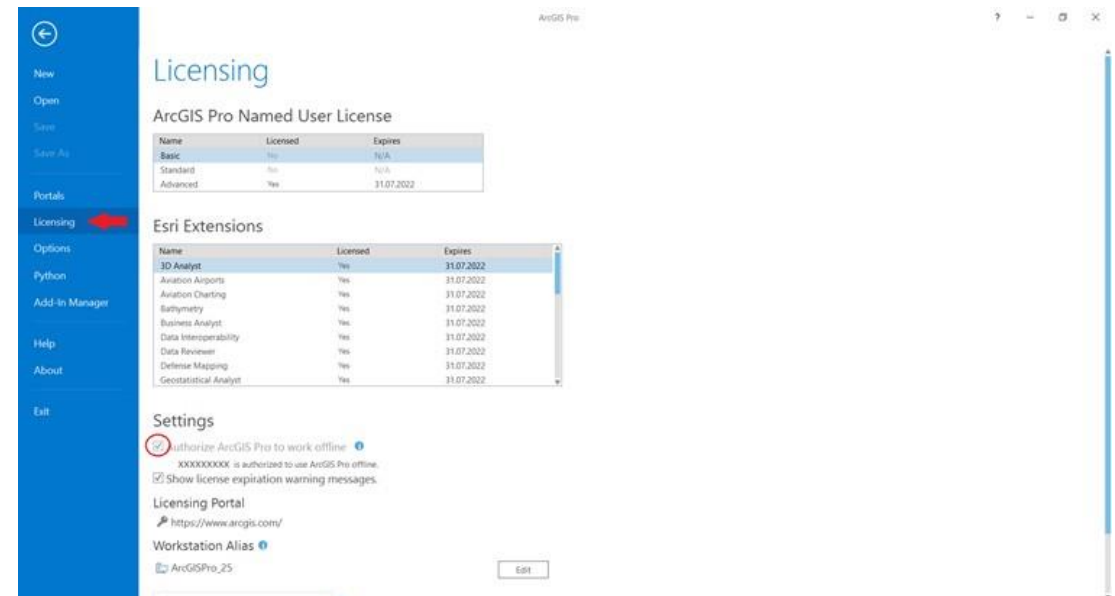 ArcGIS Pro
?
New
Open
Save
Save As
Portals
Licensing
Options
Python
Add-In Manager
Help
About
Exit
Licensing
ArcGIS Pro Named User License
Name Licensed Expires
Basic No N/A
Standard No N/A
Advanced Yes 31.07.2022
Esri Extensions
Name Licensed Expires
3D Analyst Yes 31.07.2022
Aviation Airports Yes 31.07.2022
Aviation Charting Yes 31.07.2022
Bathymetry Yes 31.07.2022
Business Analyst Yes 31.07.2022
Data Interoperability Yes 31.07.2022
Data Reviewer Yes 31.07.2022
Defense Mapping Yes 31.07.2022
Geostatistical Analyst Yes 31.07.2022
Settings
Authorize ArcGIS Pro to work offline
XXXXXXXXX is authorized to use ArcGIS Pro offline.
Show license expiration warning messages.
Licensing Portal
https://www.arcgis.com/
Workstation Alias
ArcGISPro_25 Edit